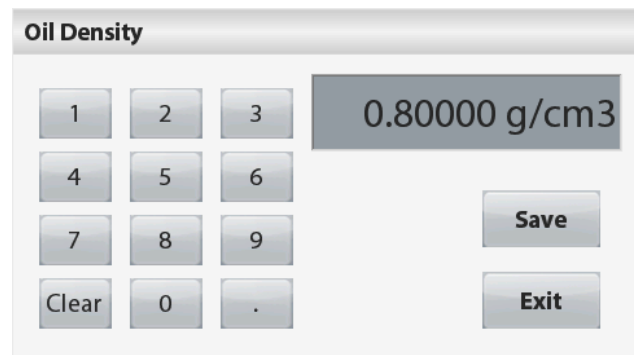 Oil Density
0.80000 g/cm3
1 2 3
4 5 6
7 8 9
Clear 0 .
Save
Exit